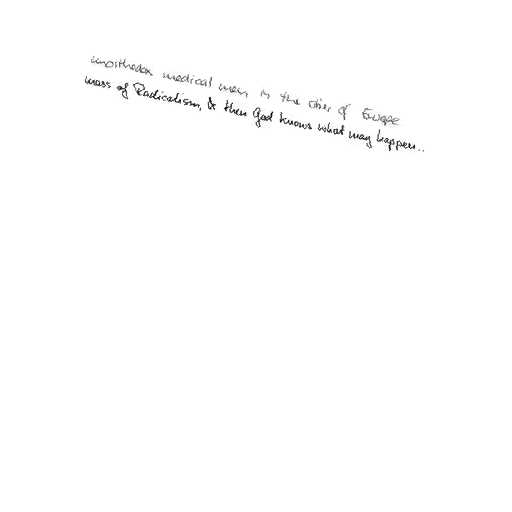 unorthodox medical men in the cities of Europe.
mass of Radicalism, & then God knows what may happen..